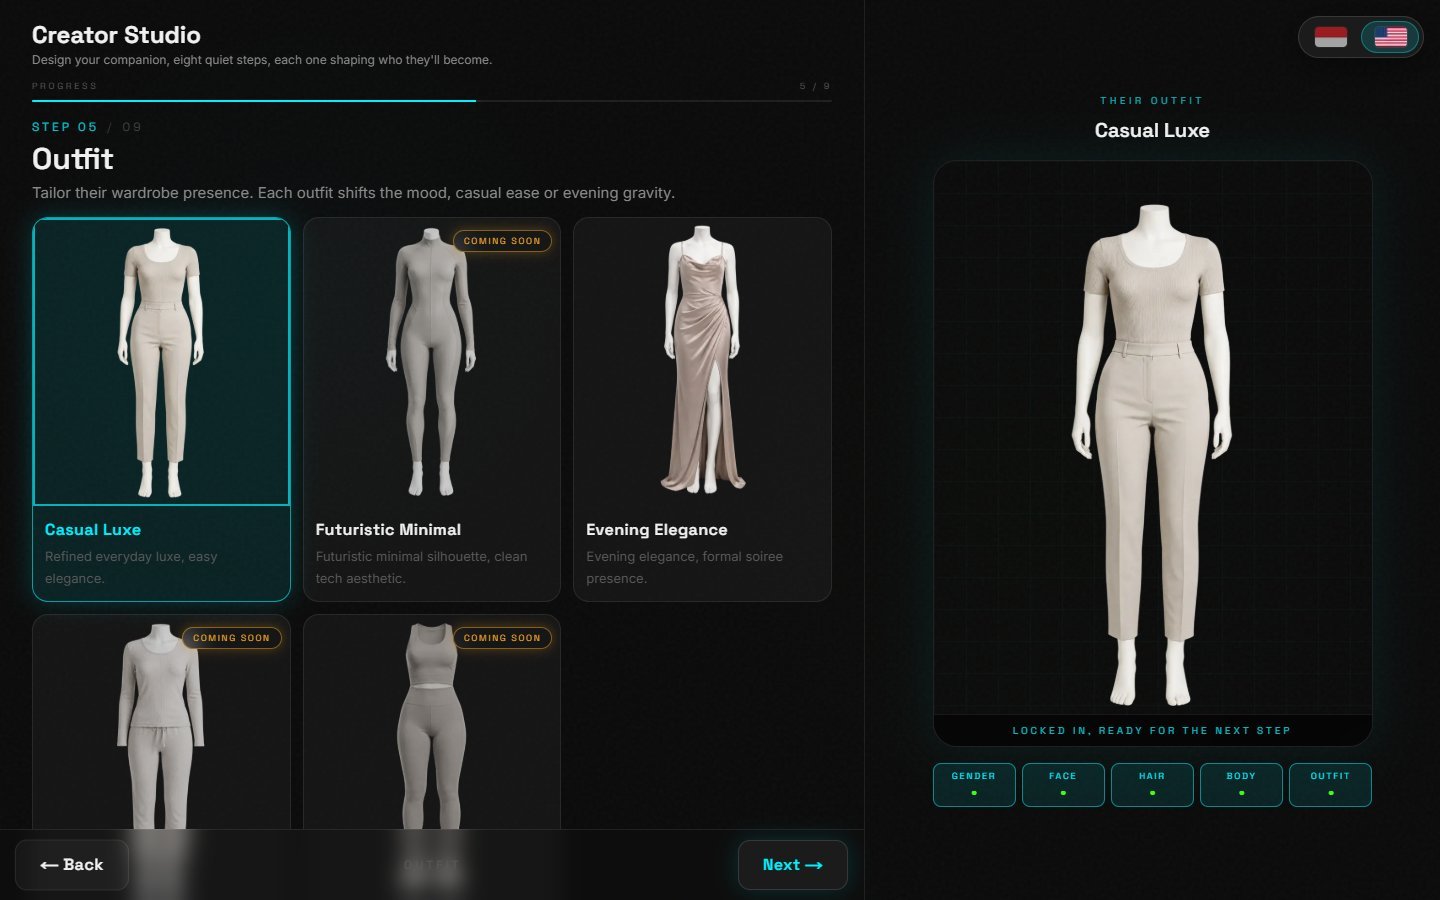 Creator Studio
Design your companion, eight quiet steps, each one shaping who they'll become.
PROGRESS
5 / 9
STEP 05 / 09
Outfit
Tailor their wardrobe presence. Each outfit shifts the mood, casual ease or evening gravity.
Casual Luxe
Refined everyday luxe, easy
elegance.
COMING SOON
Futuristic Minimal
Futuristic minimal silhouette, clean
tech aesthetic.
Evening Elegance
Evening elegance, formal soiree
presence.
COMING SOON
COMING SOON
← Back
OUTFIT
Next →
THEIR OUTFIT
Casual Luxe
LOCKED IN, READY FOR THE NEXT STEP
GENDER
FACE
HAIR
BODY
OUTFIT